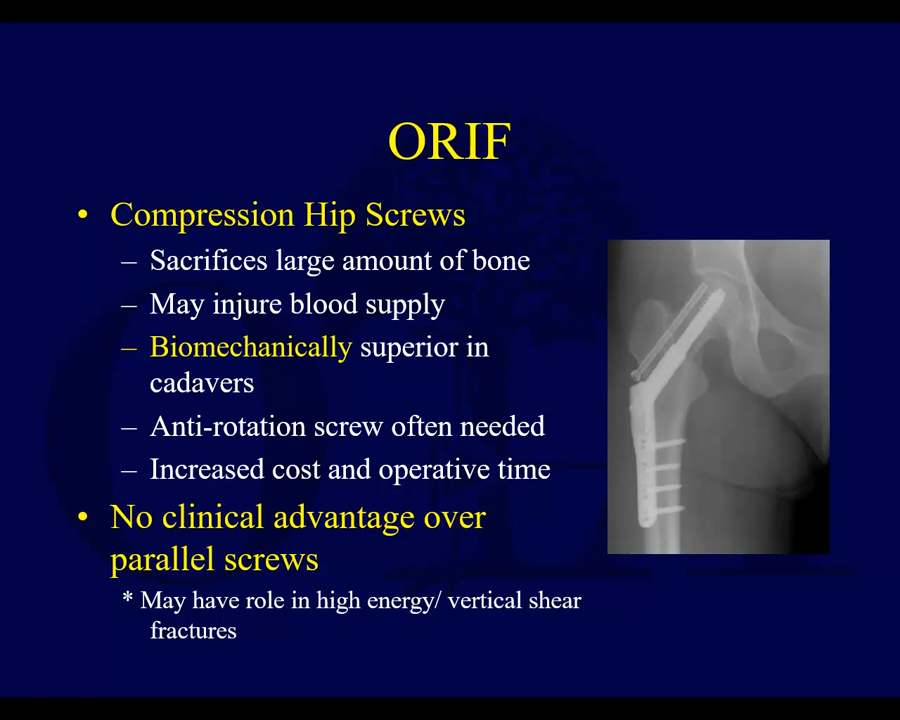 ORIF
• Compression Hip Screws
– Sacrifices large amount of bone
– May injure blood supply
– Biomechanically superior in
cadavers
– Anti-rotation screw often needed
– Increased cost and operative time
• No clinical advantage over
parallel screws
* May have role in high energy/ vertical shear
fractures